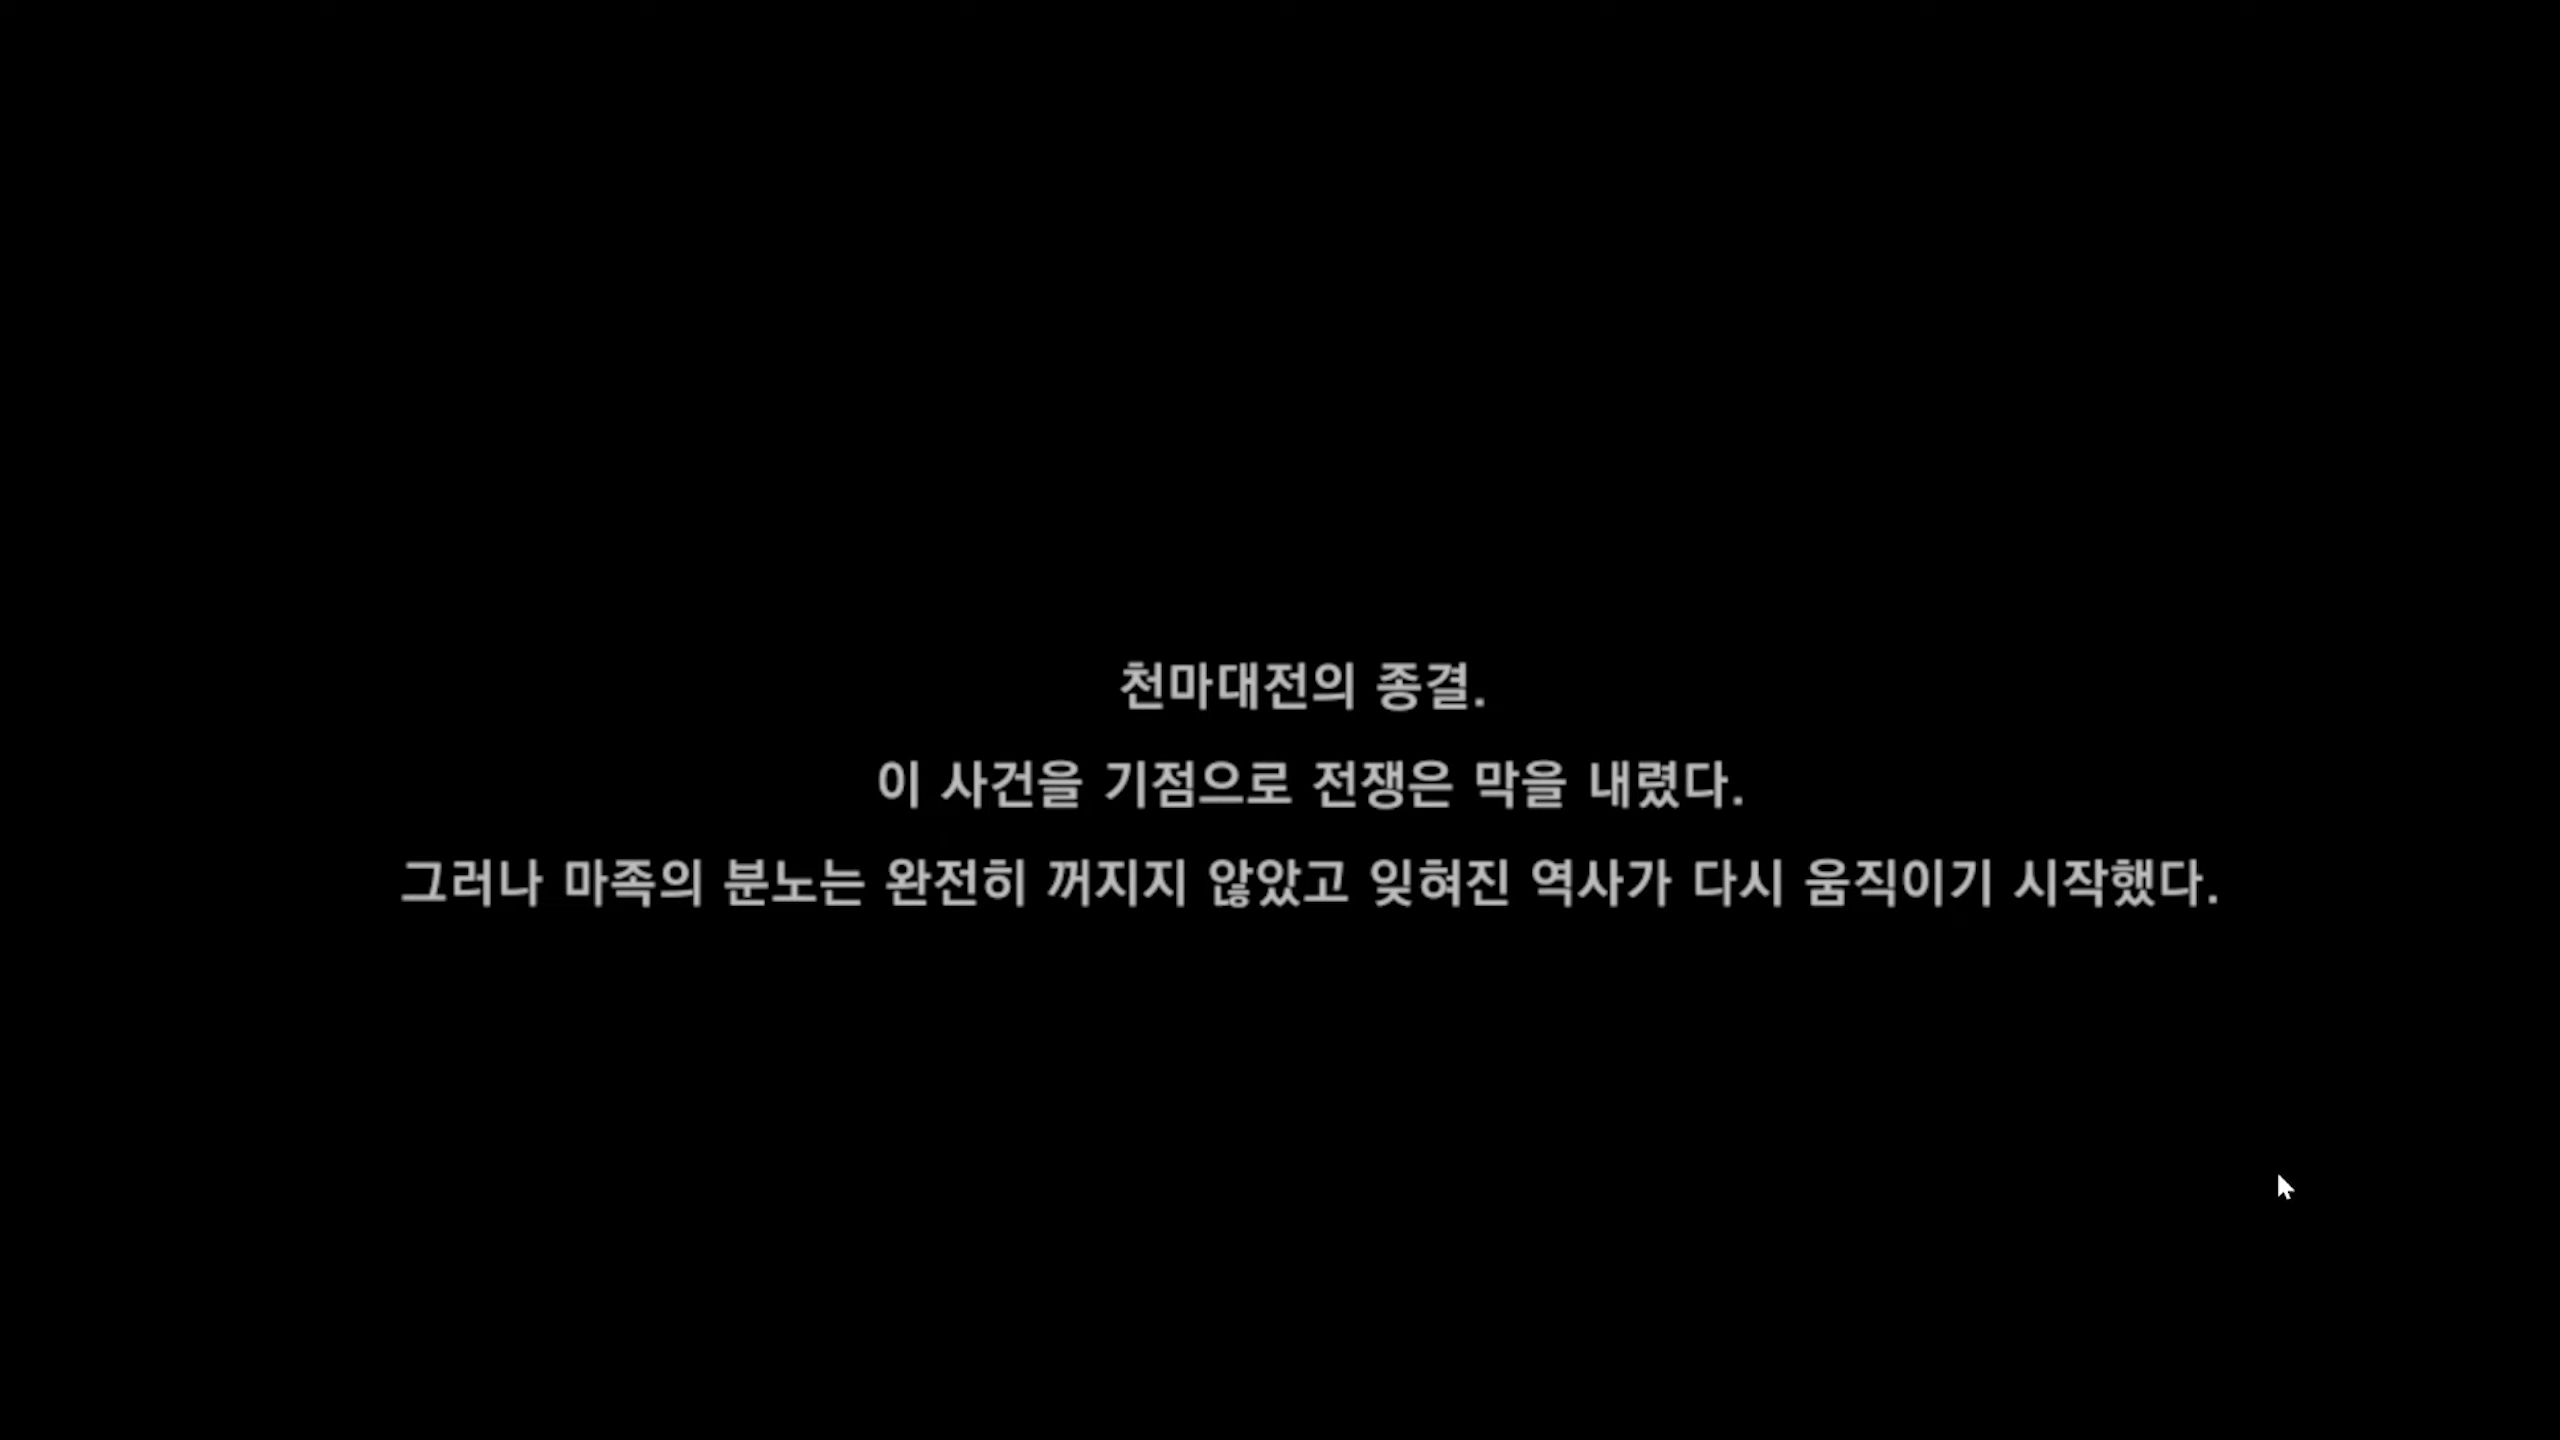 천마대전의 종결.
이 사건을 기점으로 전쟁은 막을 내렸다.
그러나 마족의 분노는 완전히 꺼지지 않았고 잊혀진 역사가 다시 움직이기 시작했다.